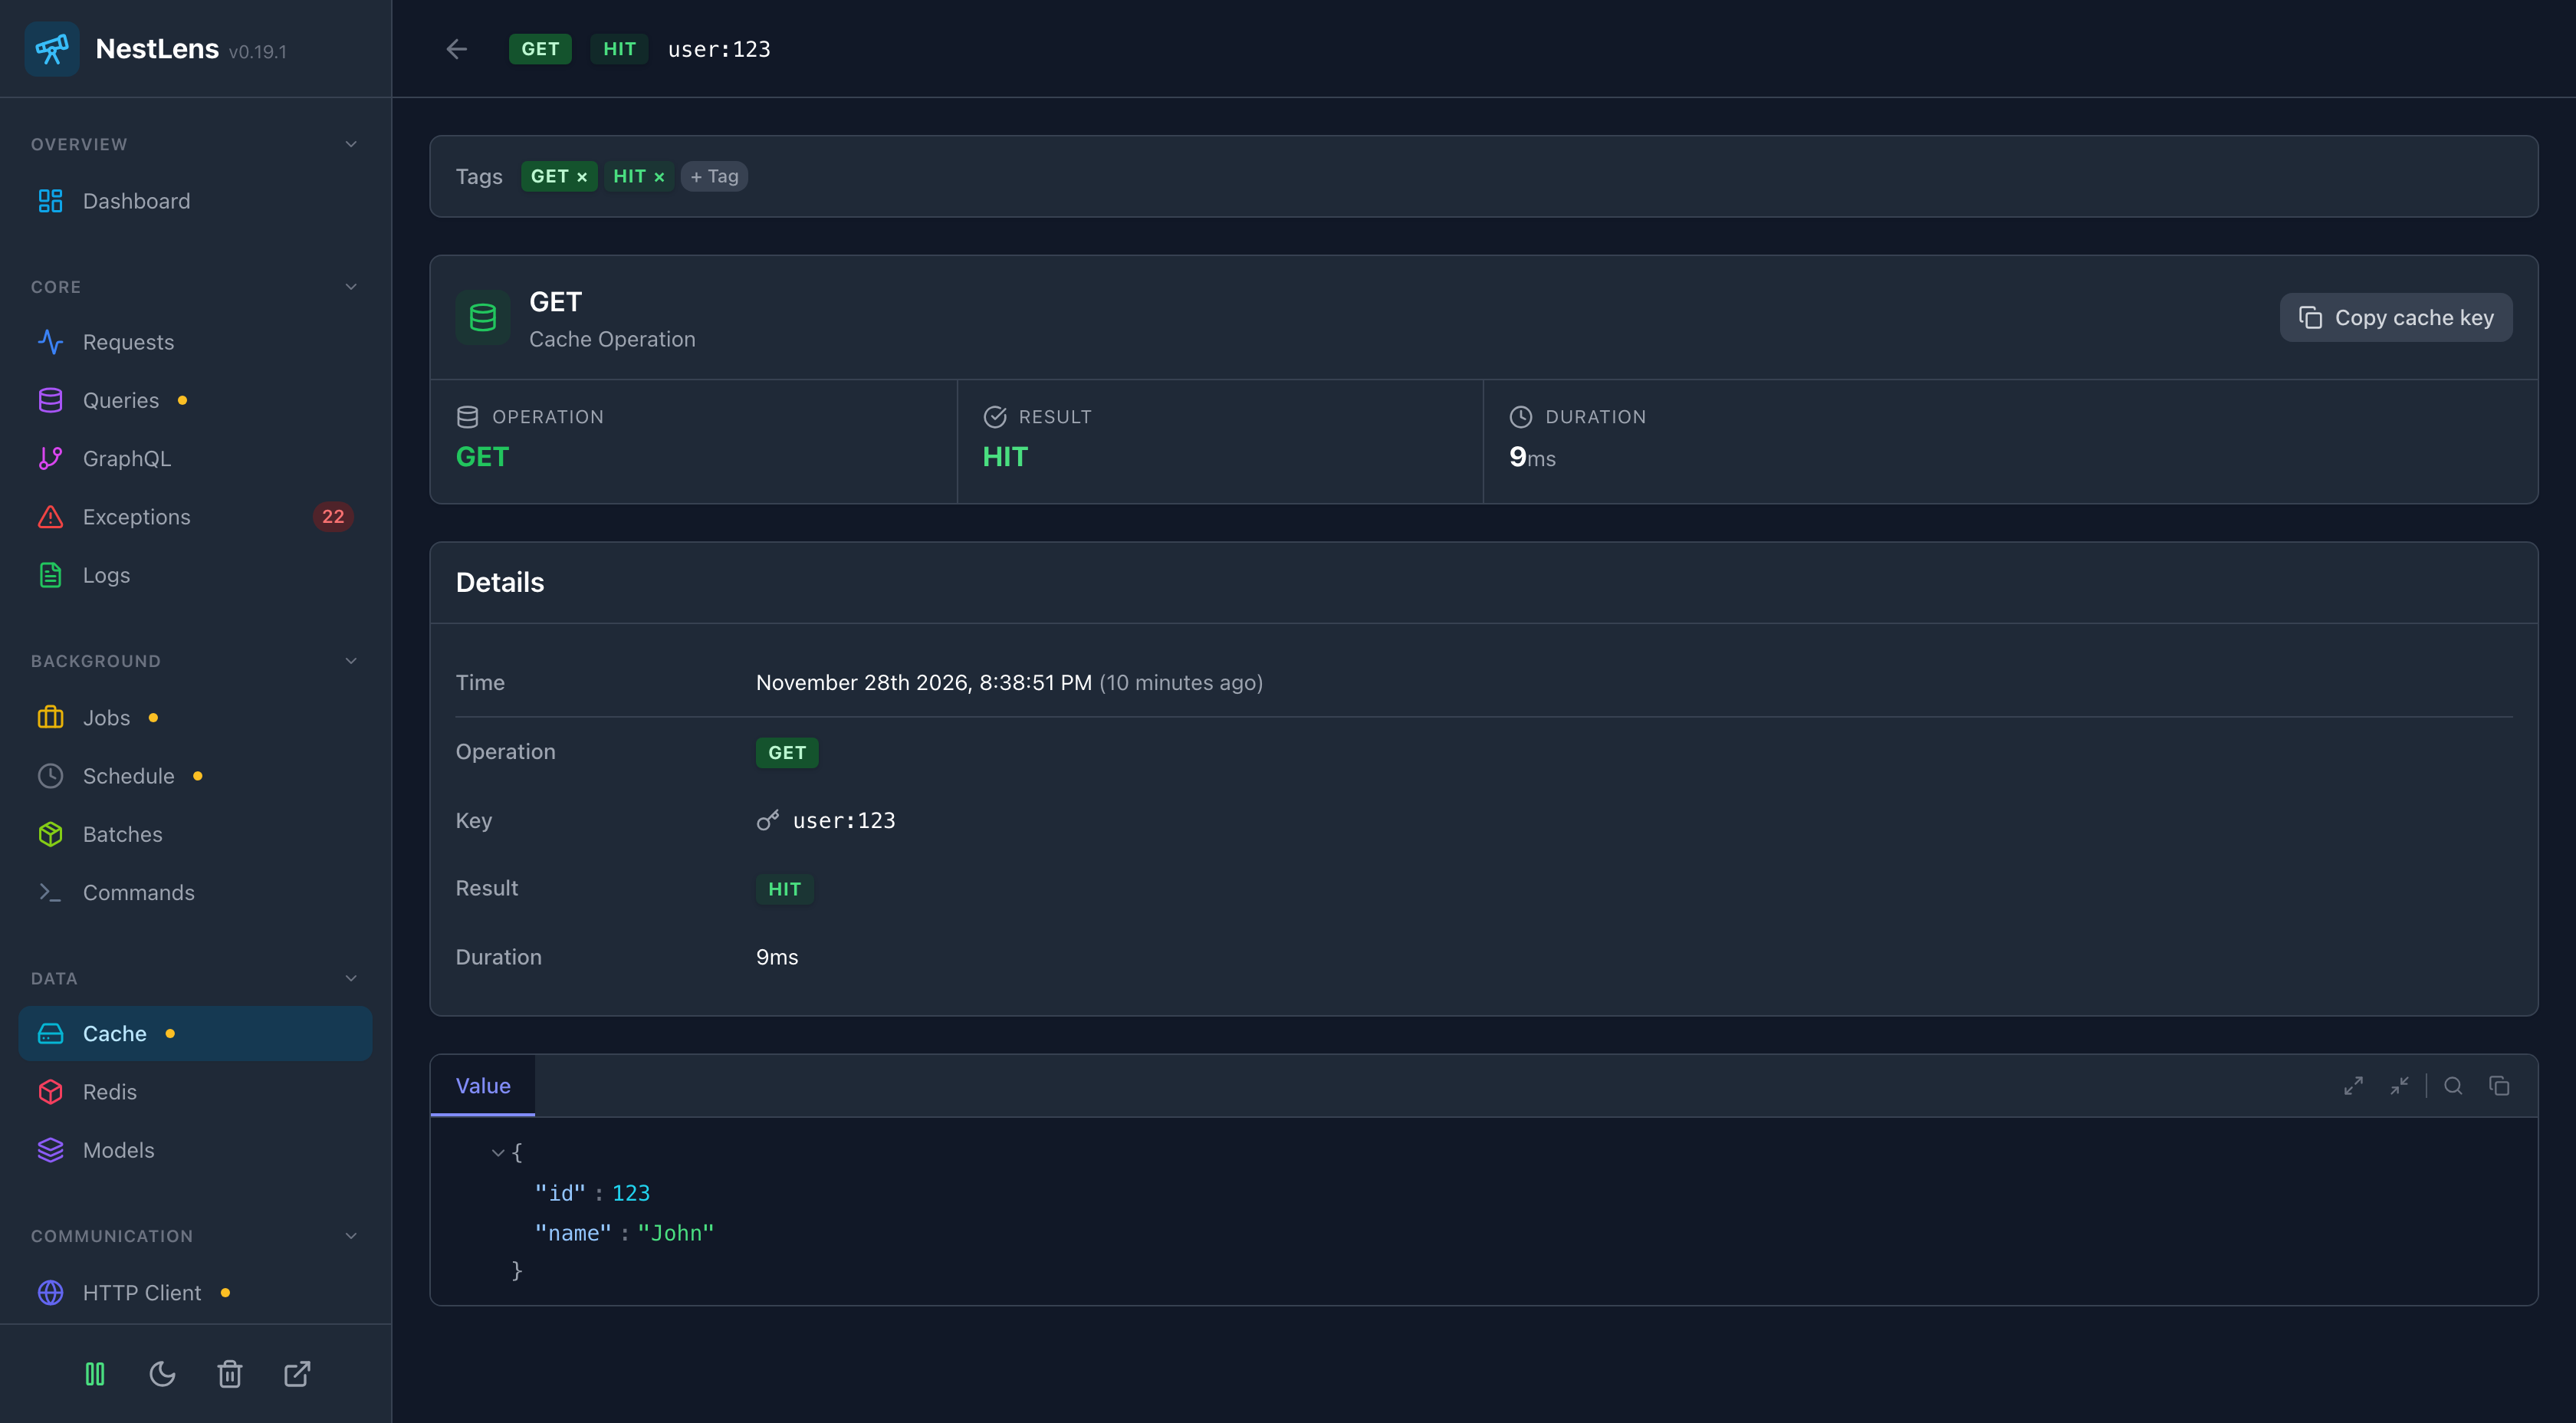 NestLens v0.19.1
OVERVIEW
Dashboard
CORE
Requests
Queries
GraphQL
Exceptions 22
Logs
BACKGROUND
Jobs
Schedule
Batches
Commands
DATA
Cache
Redis
Models
COMMUNICATION
HTTP Client
GET HIT user:123
Tags GET × HIT × + Tag
GET
Cache Operation
Copy cache key
OPERATION
GET
RESULT
HIT
DURATION
9ms
Details
Time November 28th 2026, 8:38:51 PM (10 minutes ago)
Operation GET
Key user:123
Result HIT
Duration 9ms
Value
{
"id" : 123
"name" : "John"
}